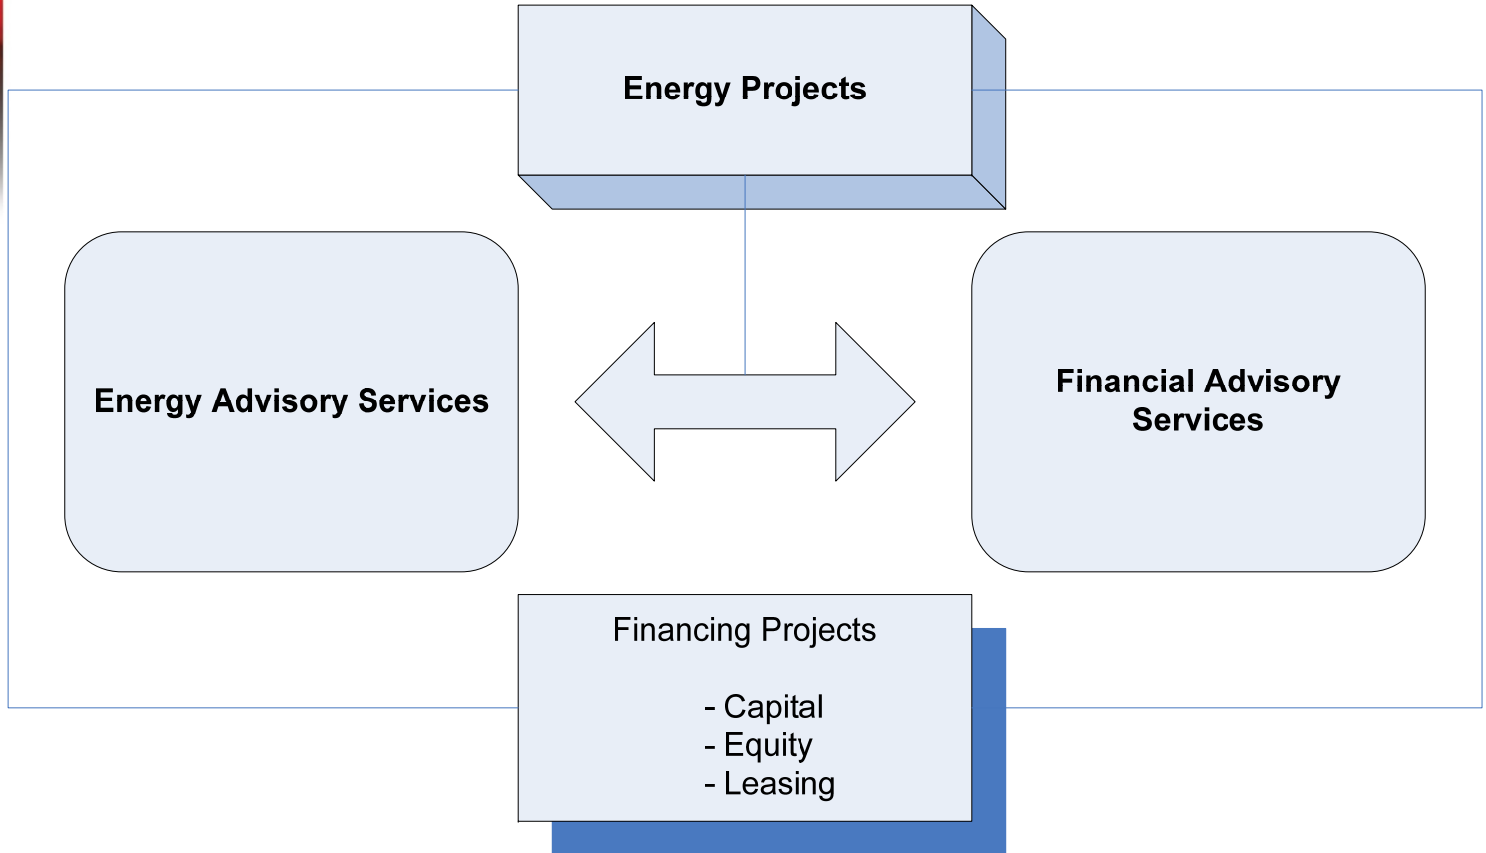 Energy Projects
Energy Advisory Services
Financial Advisory
Services
Financing Projects
- Capital
- Equity
- Leasing